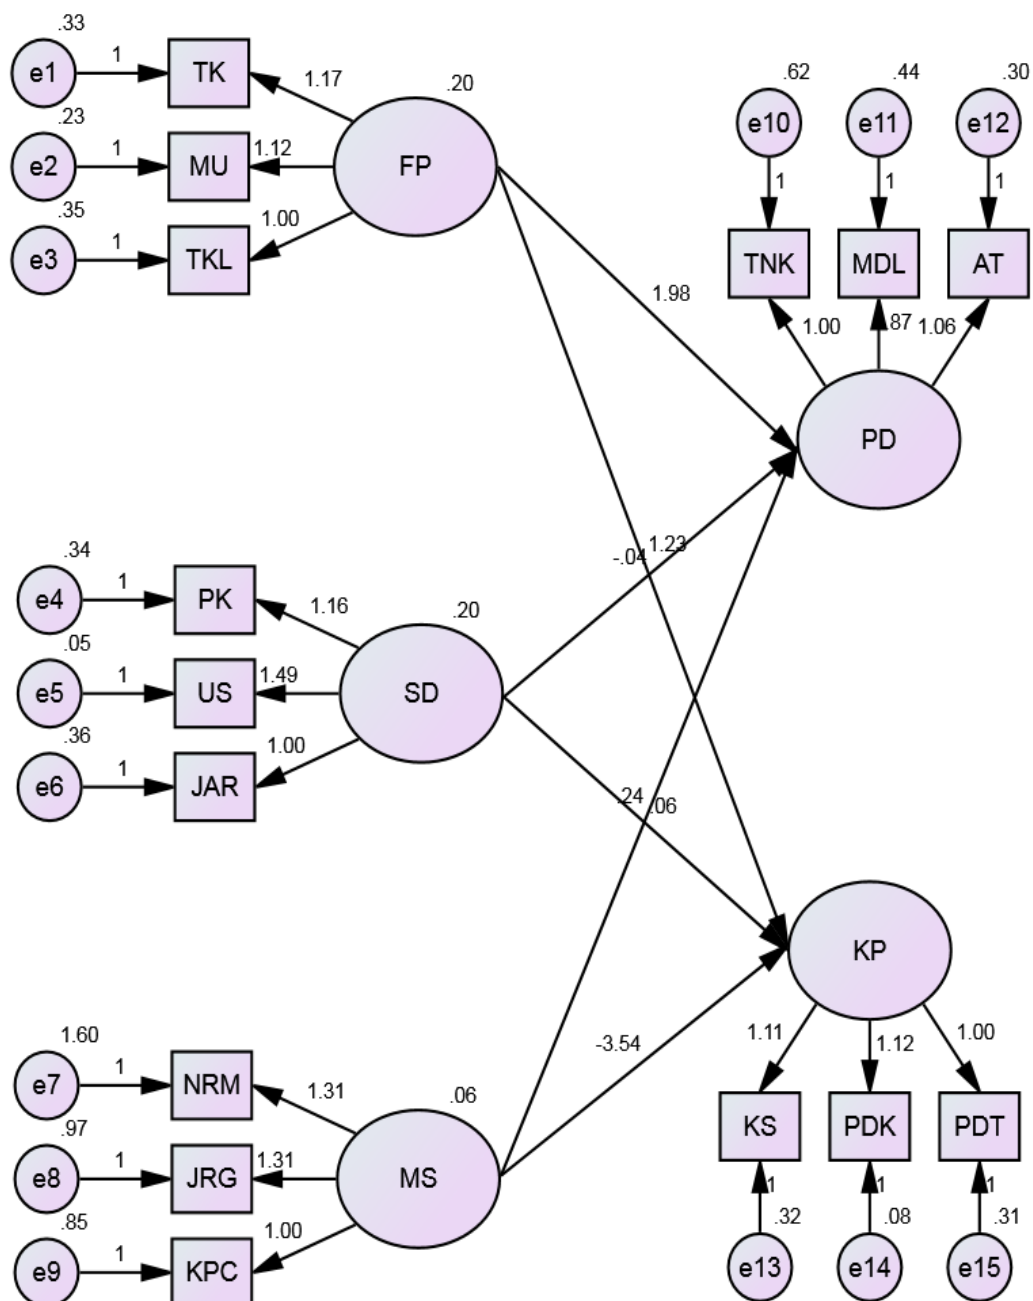 .33
e1
1
TK
1.17
.23
e2
1
MU
1.12
.35
e3
1
TKL
1.00
.20
FP
.62
e10
1
TNK
1.00
.44
e11
1
MDL
.87
.30
e12
1
AT
1.06
PD
1.98
-.04
1.23
.34
e4
1
PK
1.16
.05
e5
1
US
1.49
.36
e6
1
JAR
1.00
.20
SD
.24
.06
1.60
e7
1
NRM
1.31
.97
e8
1
JRG
1.31
.85
e9
1
KPC
1.00
.06
MS
-3.54
KP
1.11
KS
1
.32
e13
1.12
PDK
1
.08
e14
1.00
PDT
1
.31
e15